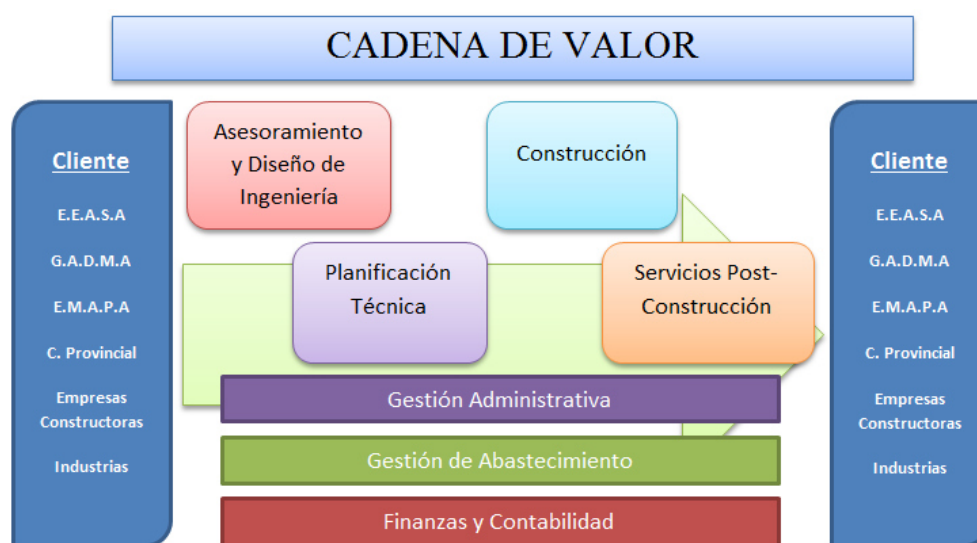 CADENA DE VALOR
Cliente
E.E.A.S.A
G.A.D.M.A
E.M.A.P.A
C. Provincial
Empresas
Constructoras
Industrias
Asesoramiento
y Diseño de
Ingeniería
Construcción
Planificación
Técnica
Servicios Post-
Construcción
Gestión Administrativa
Gestión de Abastecimiento
Finanzas y Contabilidad
Cliente
E.E.A.S.A
G.A.D.M.A
E.M.A.P.A
C. Provincial
Empresas
Constructoras
Industrias